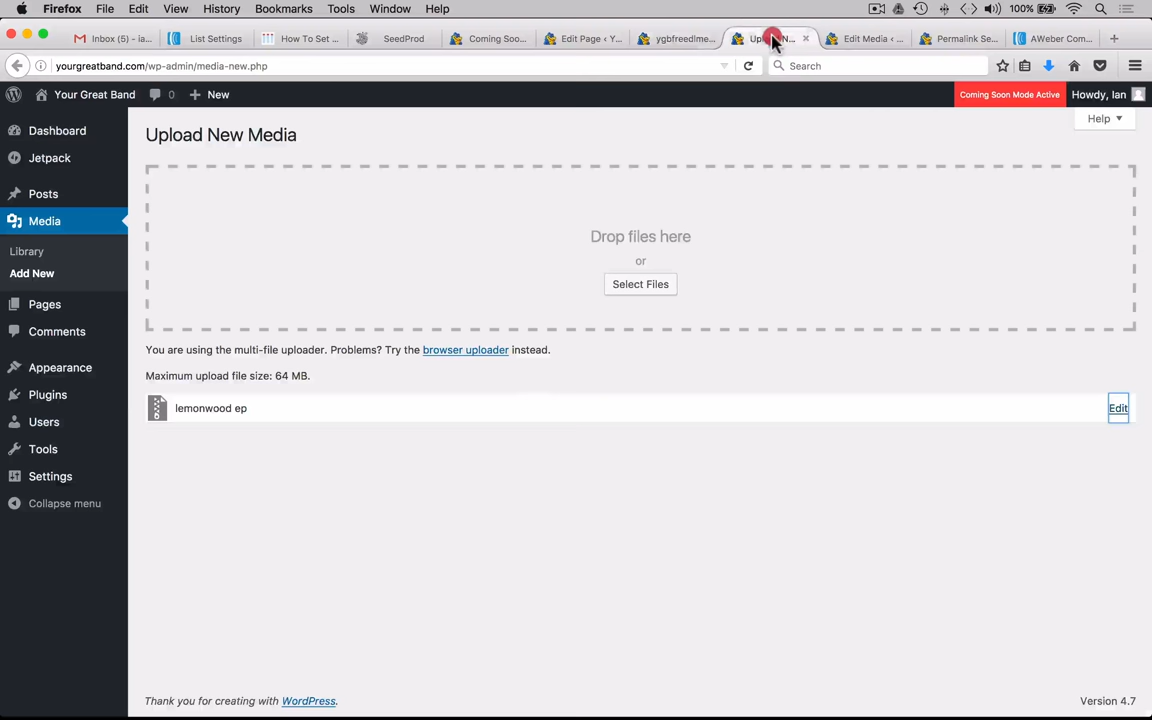 Firefox File Edit View History Bookmarks Tools Window Help 100%
Inbox (5) - ia... List Settings How To Set ... SeedProd Coming Soo... Edit Page ‹ Y... ygbfreedlme... Edit Media ‹ ... Permalink Se... AWeber Com...
yourgreatband.com/wp-admin/media-new.php Search
Your Great Band 0 New Coming Soon Mode Active Howdy, Ian
Help
Upload New Media
Dashboard
Jetpack
Posts
Media
Library
Add New
Pages
Comments
Appearance
Plugins
Users
Tools
Settings
Collapse menu
Drop files here
or
Select Files
You are using the multi-file uploader. Problems? Try the browser uploader instead.
Maximum upload file size: 64 MB.
lemonwood ep Edit
Thank you for creating with WordPress. Version 4.7